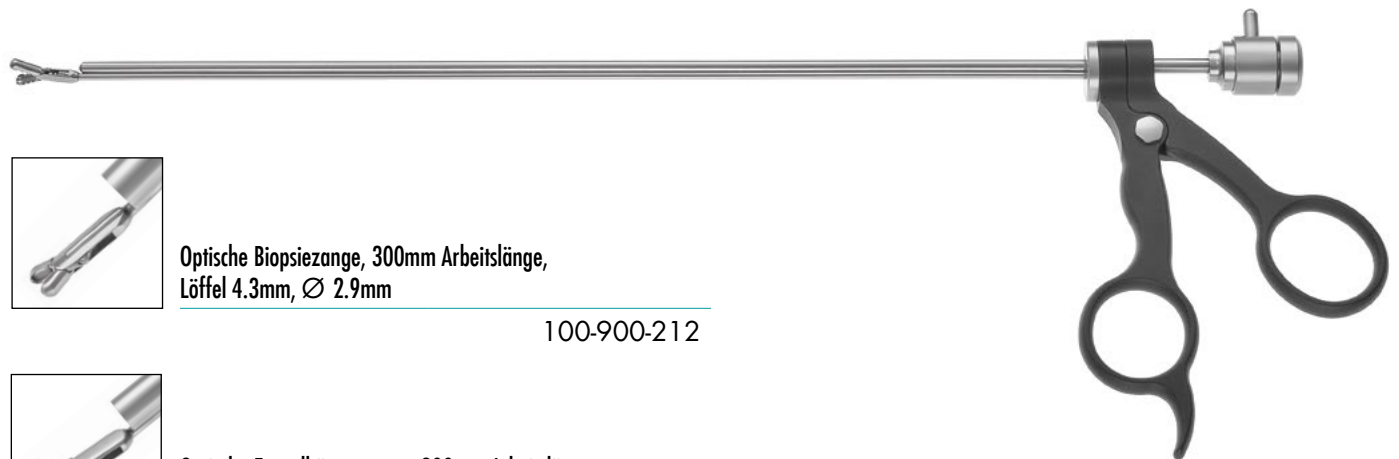 Optische Biopsiezange, 300mm Arbeitslänge,
Löffel 4.3mm, Ø 2.9mm
100-900-212